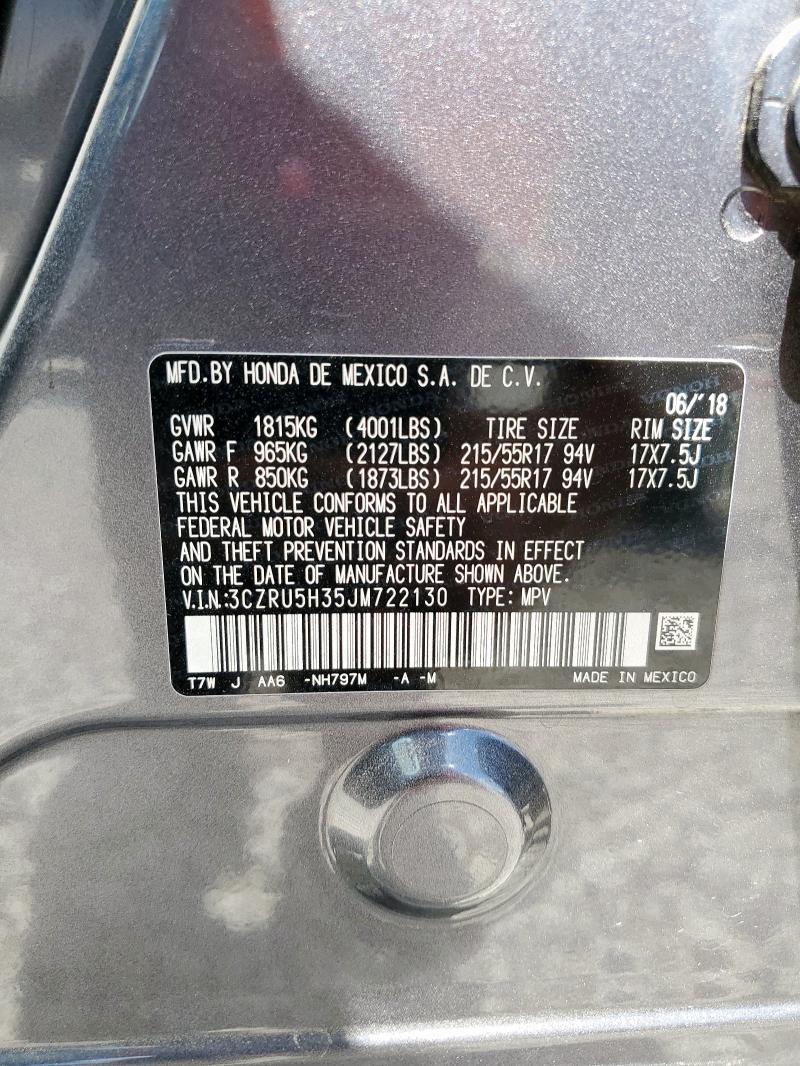 MFD.BY HONDA DE MEXICO S.A. DE C.V.
06/'18
GVWR 1815KG (4001LBS) TIRE SIZE RIM SIZE
GAWR F 965KG (2127LBS) 215/55R17 94V 17X7.5J
GAWR R 850KG (1873LBS) 215/55R17 94V 17X7.5J
THIS VEHICLE CONFORMS TO ALL APPLICABLE
FEDERAL MOTOR VEHICLE SAFETY
AND THEFT PREVENTION STANDARDS IN EFFECT
ON THE DATE OF MANUFACTURE SHOWN ABOVE.
V.I.N.:3CZRU5H35JM722130 TYPE: MPV
T7W J AA6 -NH797M -A -M MADE IN MEXICO